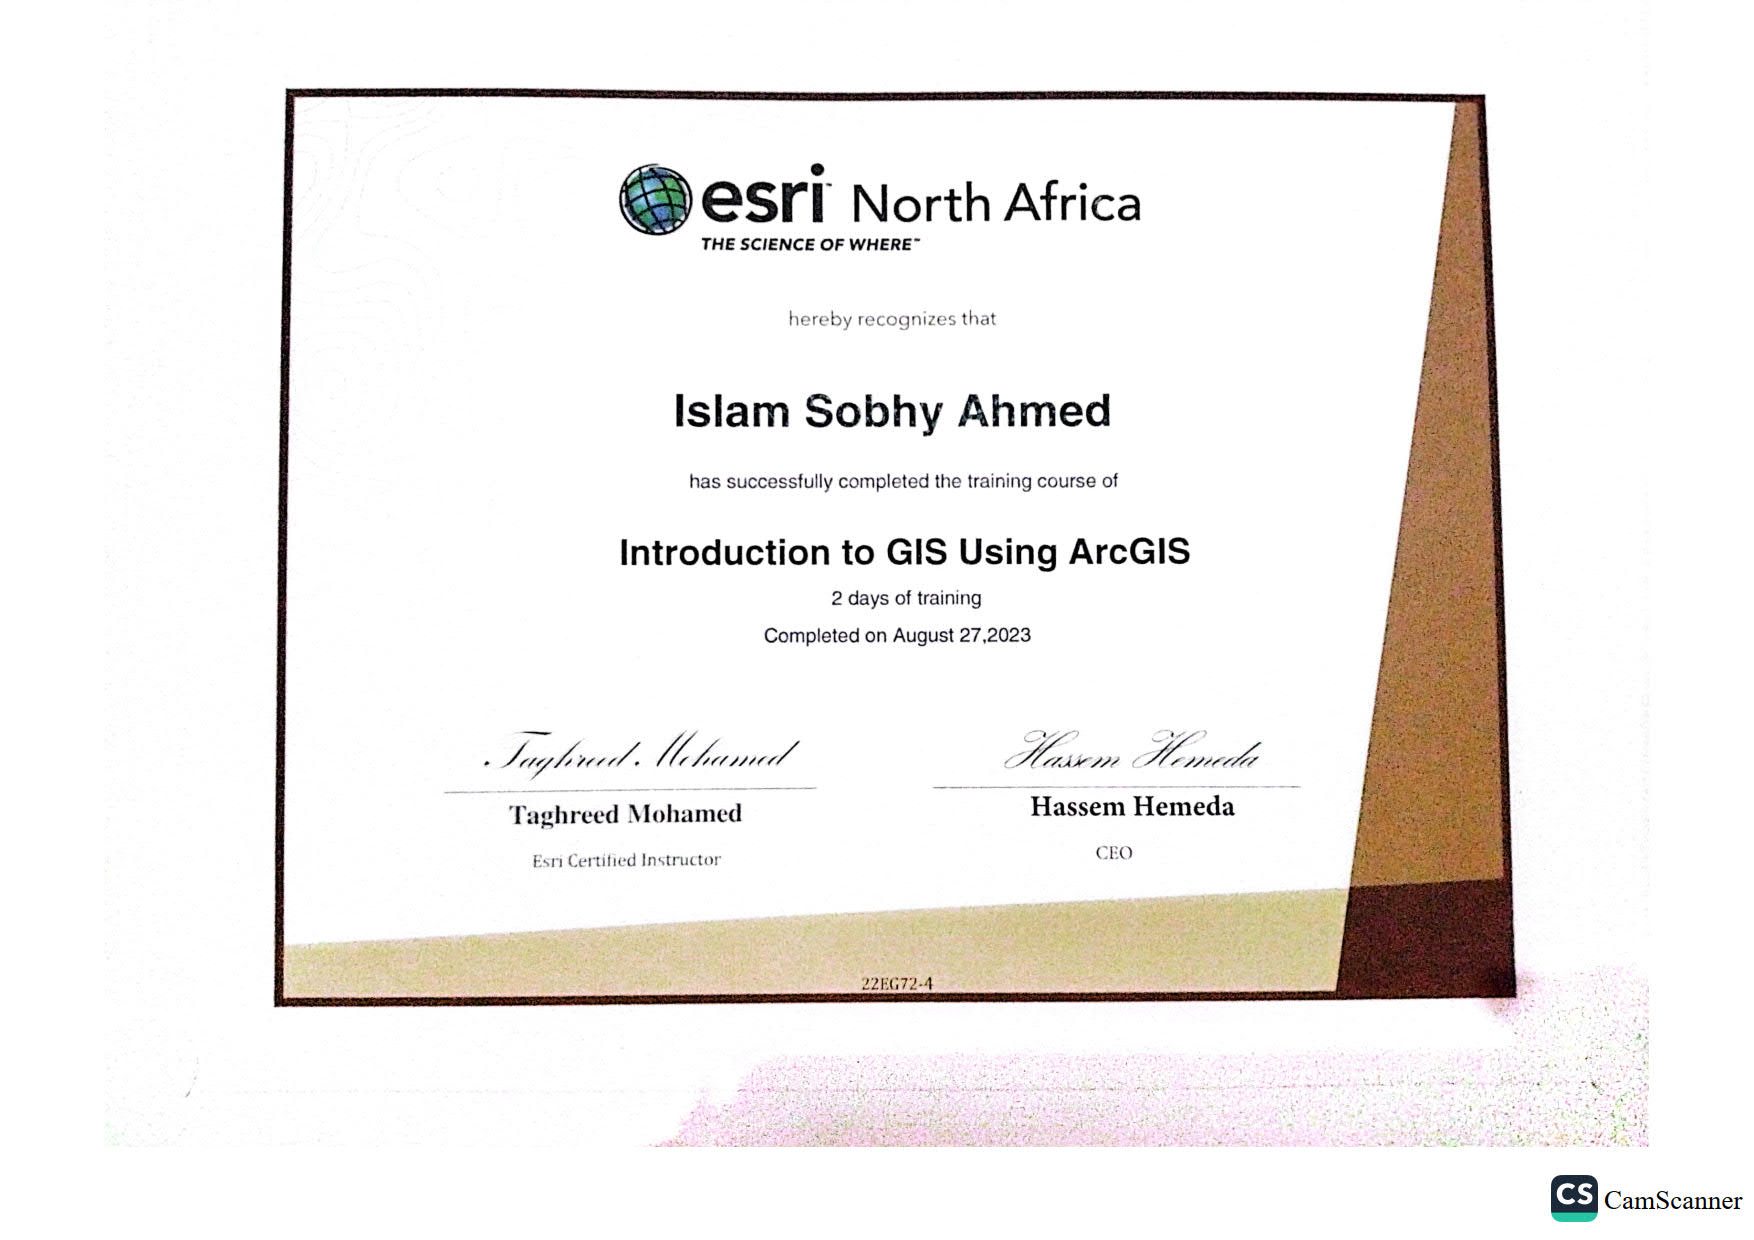 esri North Africa
THE SCIENCE OF WHERE™
hereby recognizes that
Islam Sobhy Ahmed
has successfully completed the training course of
Introduction to GIS Using ArcGIS
2 days of training
Completed on August 27,2023
Taghreed Mohamed
Hassem Hemeda
Taghreed Mohamed
Hassem Hemeda
Esri Certified Instructor
CEO
22EG72-4
CS CamScanner